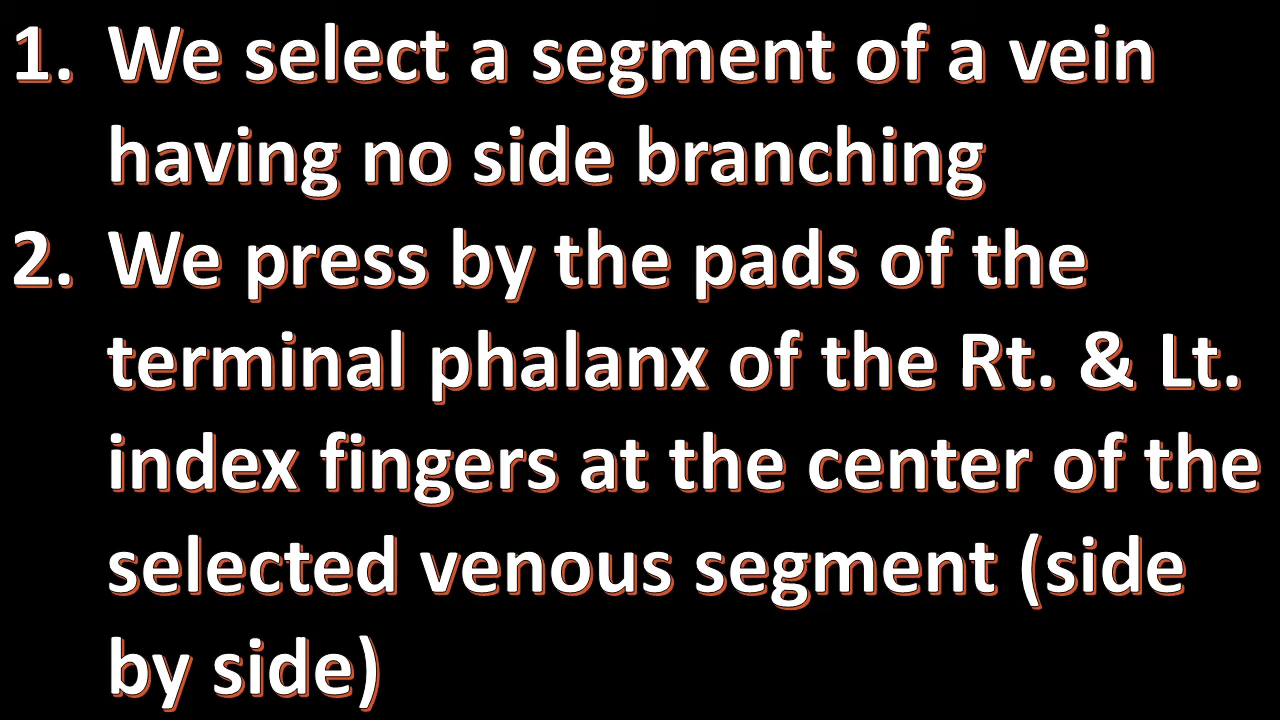 1. We select a segment of a vein
having no side branching
2. We press by the pads of the
terminal phalanx of the Rt. & Lt.
index fingers at the center of the
selected venous segment (side
by side)